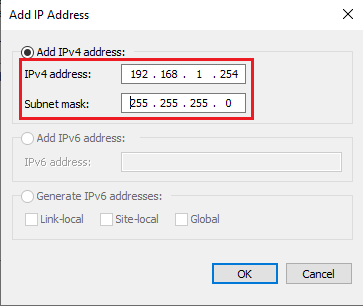 Add IP Address
Add IPv4 address:
IPv4 address: 192 . 168 . 1 . 254
Subnet mask: 255 . 255 . 255 . 0
Add IPv6 address:
IPv6 address:
Generate IPv6 addresses:
Link-local Site-local Global
OK Cancel